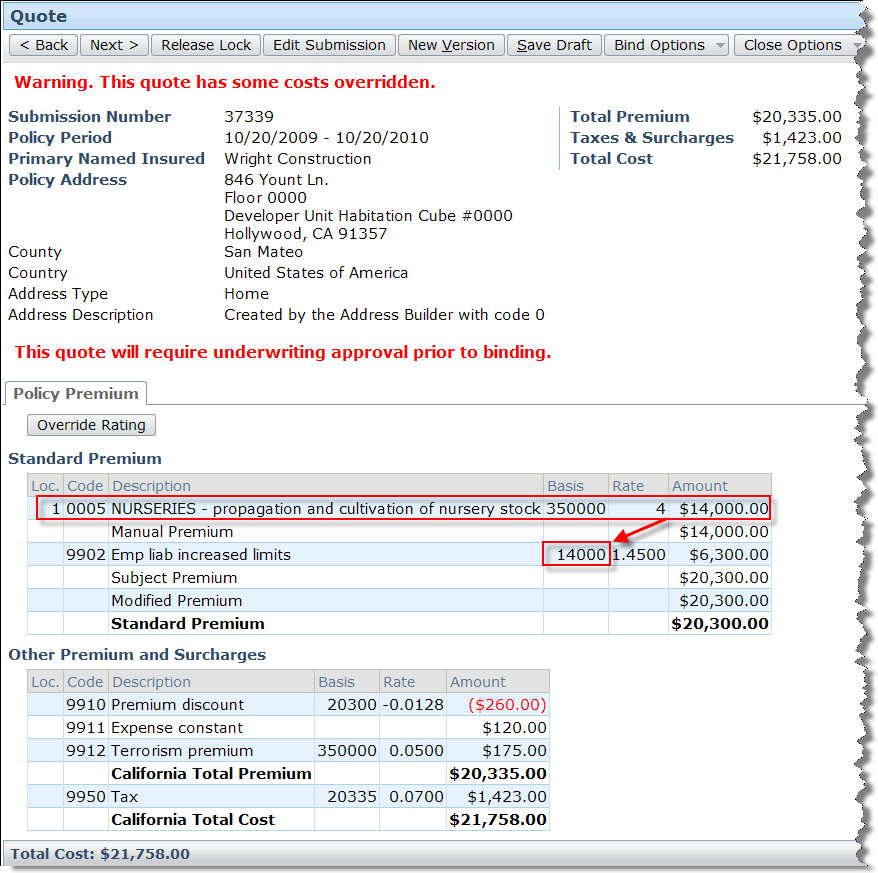 Quote
< Back Next > Release Lock Edit Submission New Version Save Draft Bind Options Close Options
Warning. This quote has some costs overridden.
Submission Number 37339 Total Premium $20,335.00
Policy Period 10/20/2009 - 10/20/2010 Taxes & Surcharges $1,423.00
Primary Named Insured Wright Construction Total Cost $21,758.00
Policy Address 846 Yount Ln.
Floor 0000
Developer Unit Habitation Cube #0000
Hollywood, CA 91357
County San Mateo
Country United States of America
Address Type Home
Address Description Created by the Address Builder with code 0
This quote will require underwriting approval prior to binding.
Policy Premium
Override Rating
Standard Premium
Loc. Code Description Basis Rate Amount
1 0005 NURSERIES - propagation and cultivation of nursery stock 350000 4 $14,000.00
Manual Premium $14,000.00
9902 Emp liab increased limits 14000 1.4500 $6,300.00
Subject Premium $20,300.00
Modified Premium $20,300.00
Standard Premium $20,300.00
Other Premium and Surcharges
Loc. Code Description Basis Rate Amount
9910 Premium discount 20300 -0.0128 ($260.00)
9911 Expense constant $120.00
9912 Terrorism premium 350000 0.0500 $175.00
California Total Premium $20,335.00
9950 Tax 20335 0.0700 $1,423.00
California Total Cost $21,758.00
Total Cost: $21,758.00